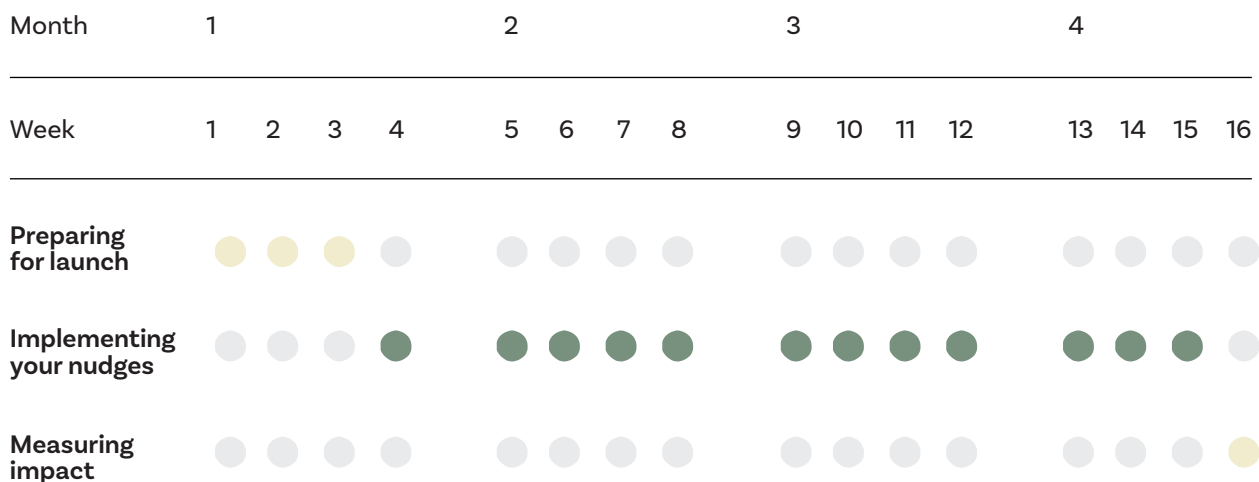 Month 1 2 3 4
Week 1 2 3 4 5 6 7 8 9 10 11 12 13 14 15 16
Preparing
for launch
Implementing
your nudges
Measuring
impact